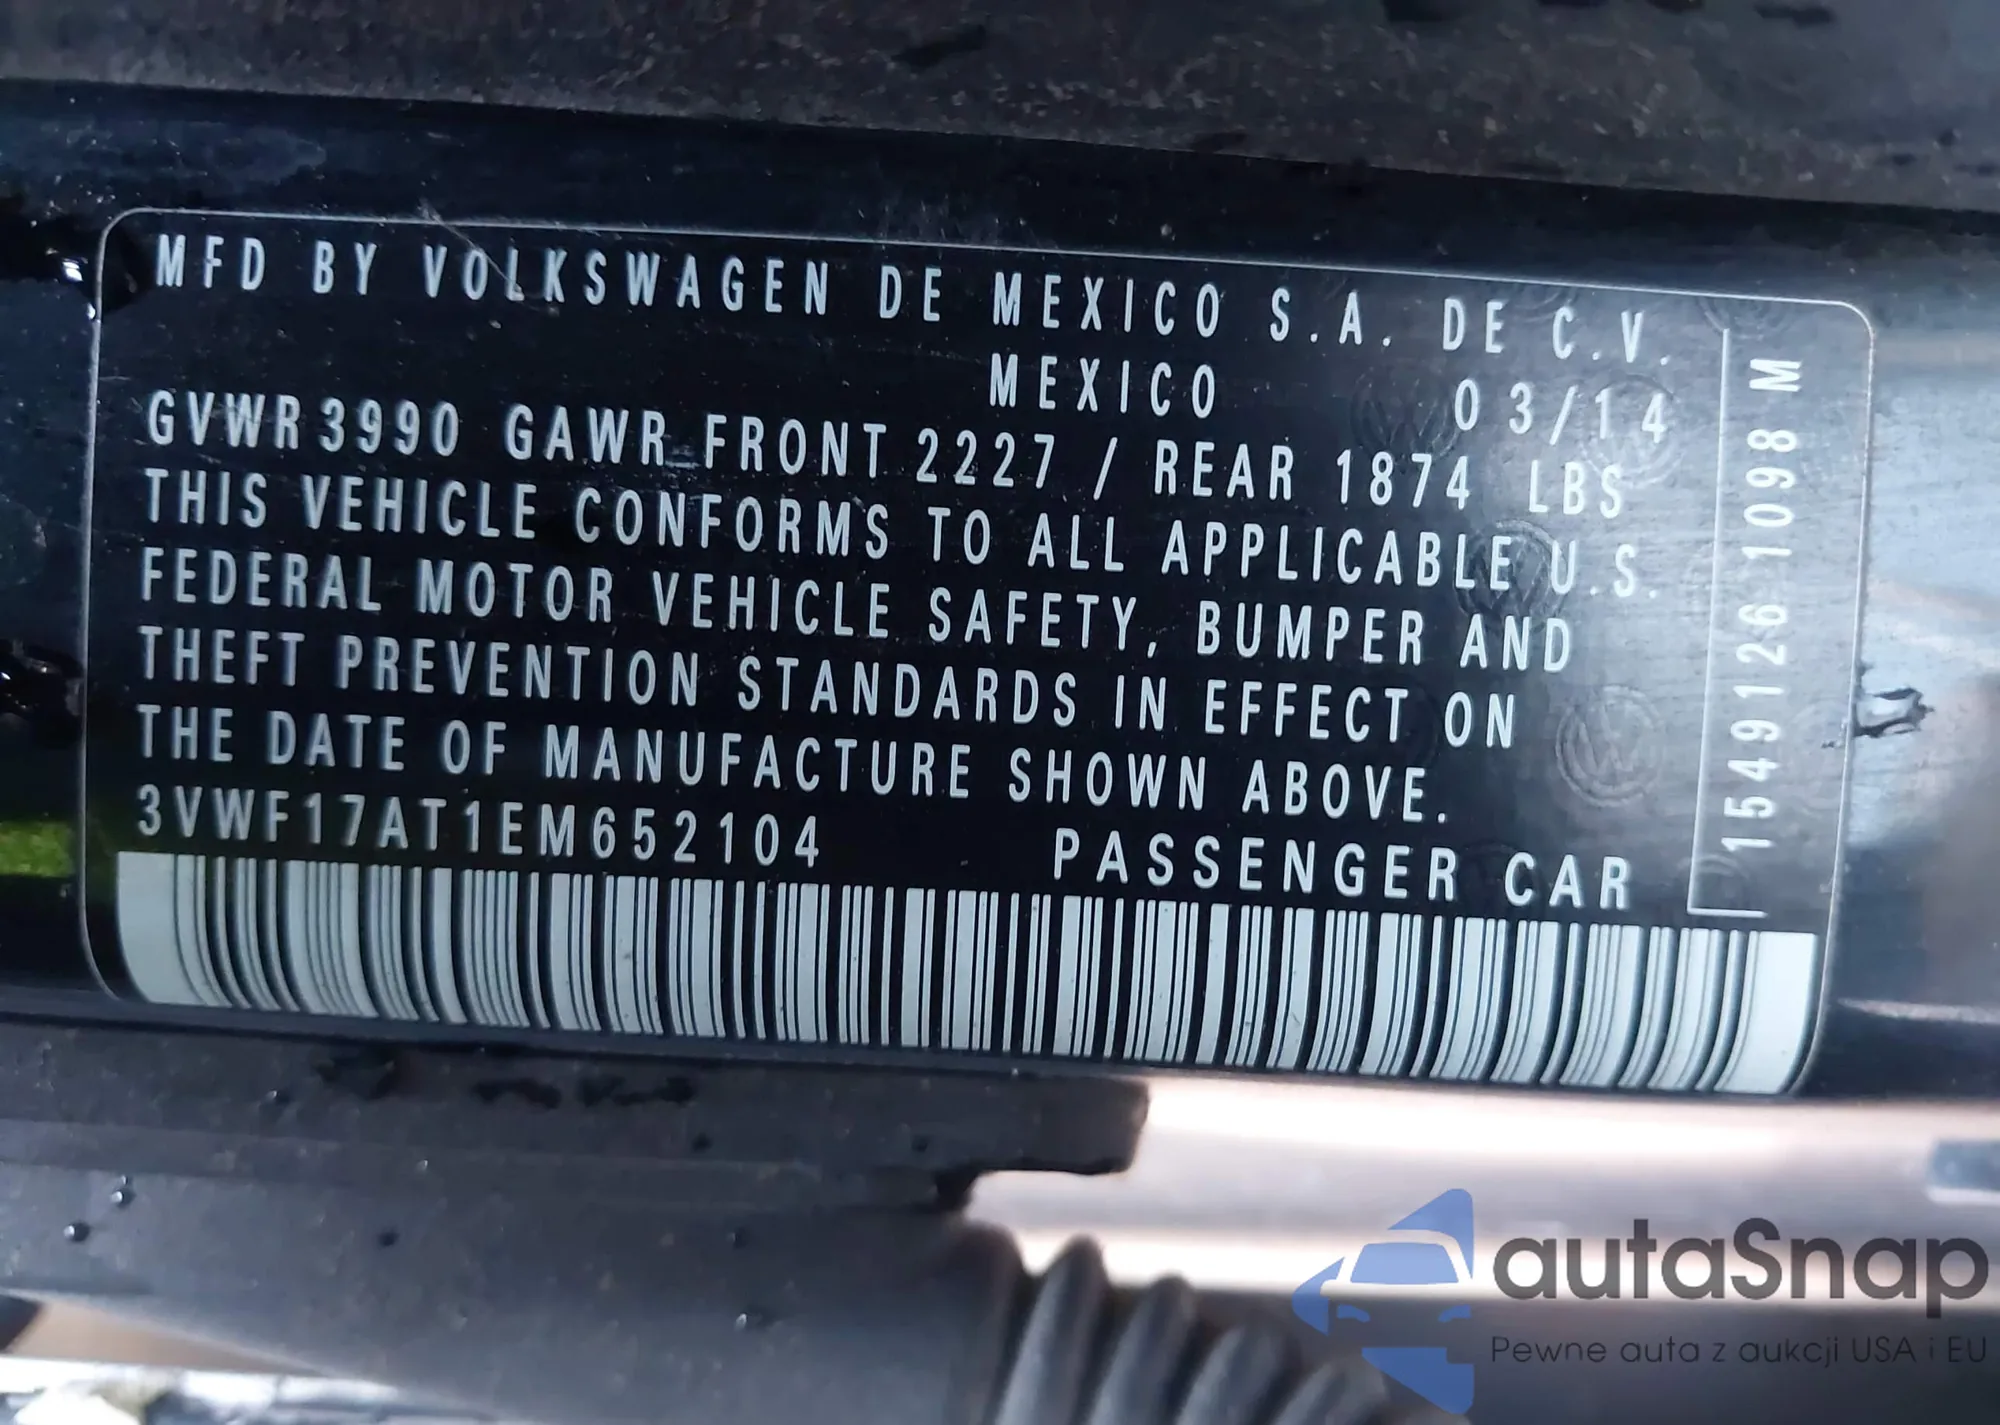 MFD BY VOLKSWAGEN DE MEXICO S.A. DE C.V.
MEXICO 03/14
GVWR 3990 GAWR FRONT 2227 / REAR 1874 LBS
THIS VEHICLE CONFORMS TO ALL APPLICABLE U.S.
FEDERAL MOTOR VEHICLE SAFETY, BUMPER AND
THEFT PREVENTION STANDARDS IN EFFECT ON
THE DATE OF MANUFACTURE SHOWN ABOVE.
3VWF17AT1EM652104 PASSENGER CAR
1549126 1098 M
autaSnap
Pewne auta z aukcji USA i EU